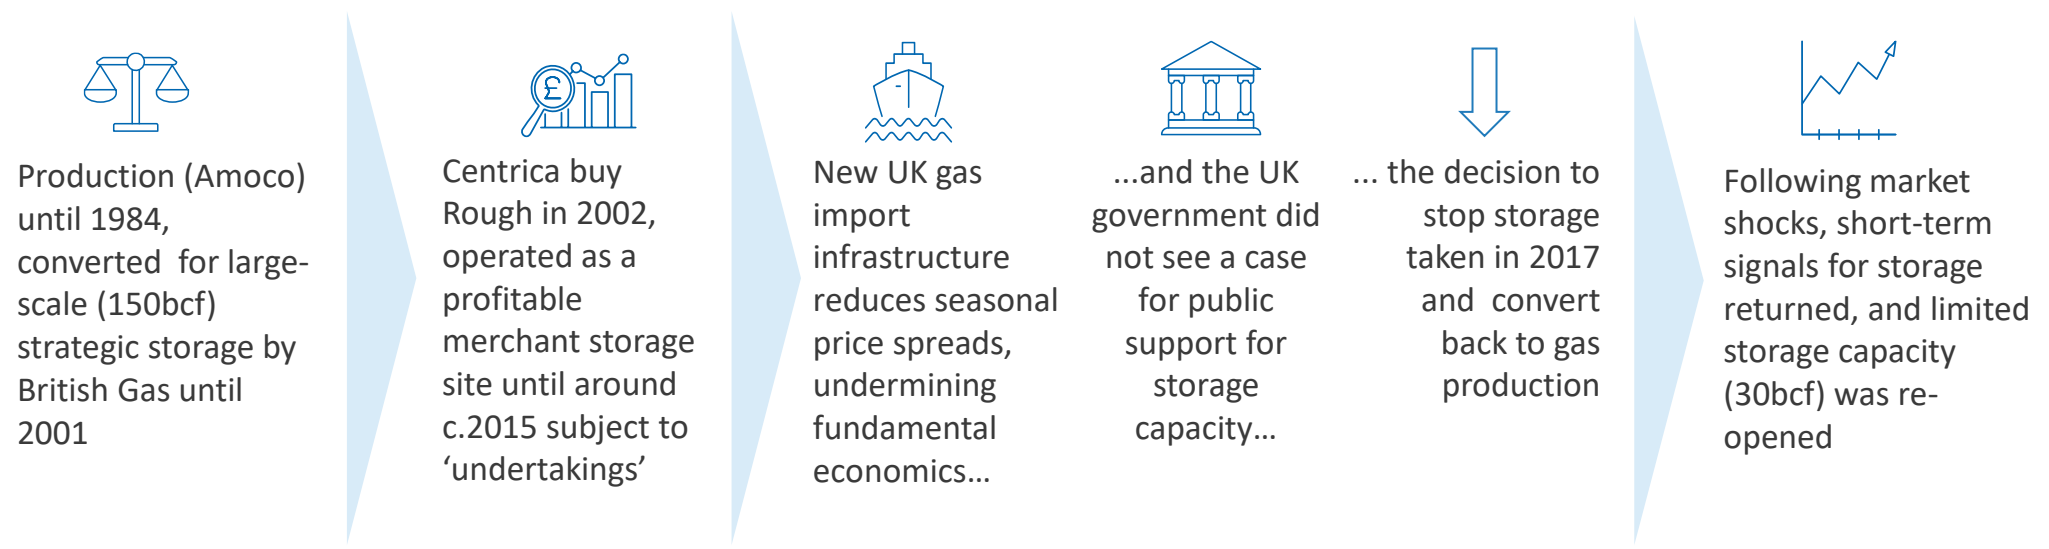 £
Production (Amoco)
until 1984,
converted  for large-
scale (150bcf)
strategic storage by
British Gas until
2001
Centrica buy
Rough in 2002,
operated as a
profitable
merchant storage
site until around
c.2015 subject to
‘undertakings’
New UK gas
import
infrastructure
reduces seasonal
price spreads,
undermining
fundamental
economics…
...and the UK
government did
not see a case
for public
support for
storage
capacity…
... the decision to
stop storage
taken in 2017
and  convert
back to gas
production
Following market
shocks, short-term
signals for storage
returned, and limited
storage capacity
(30bcf) was re-
opened